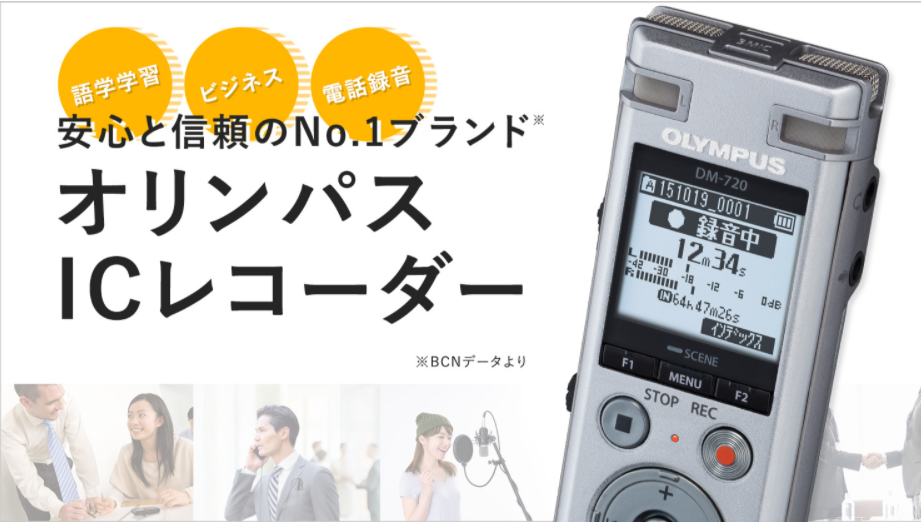 語学学習
ビジネス
電話録音
安心と信頼のNo.1ブランド※
オリンパス
ICレコーダー
※BCNデータより
L
R
OLYMPUS
DM-720
A 151019_0001
録音中
12m34s
L
-42 -30 -18 -12 -6 0dB
R
IN 64h47m26s
インデックス
SCENE
F1
MENU
F2
STOP
REC
+